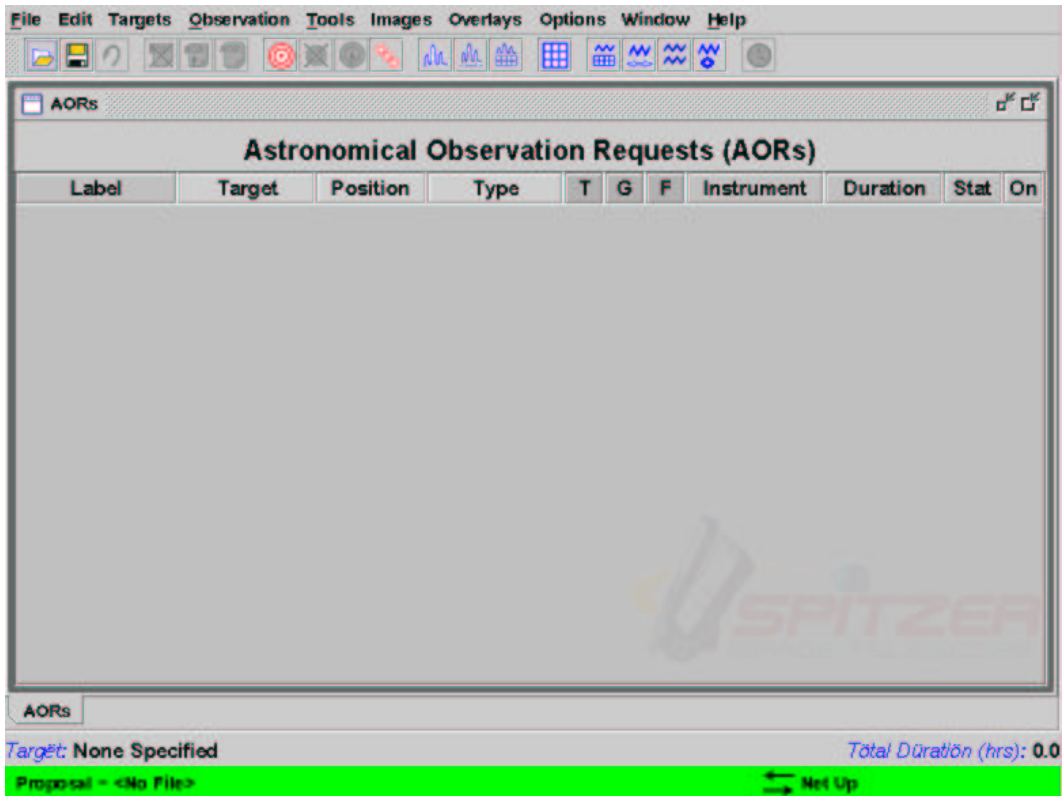 File Edit Targets Observation Tools Images Overlays Options Window Help
AORs
Astronomical Observation Requests (AORs)
Label Target Position Type T G F Instrument Duration Stat On
SPITZER
SPACE TELESCOPE
AORs
Target: None Specified Total Duration (hrs): 0.0
Proposal - <No File> Net Up